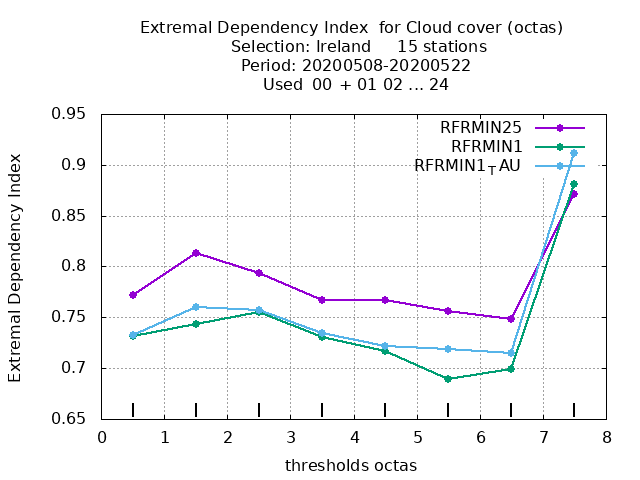 Extremal Dependency Index  for Cloud cover (octas)
Selection: Ireland     15 stations
Period: 20200508-20200522
Used  00 + 01 02 ... 24
RFRMIN25
RFRMIN1
RFRMIN1TAU
0.95
0.9
0.85
0.8
0.75
0.7
0.65
Extremal Dependency Index
0 1 2 3 4 5 6 7 8
thresholds octas